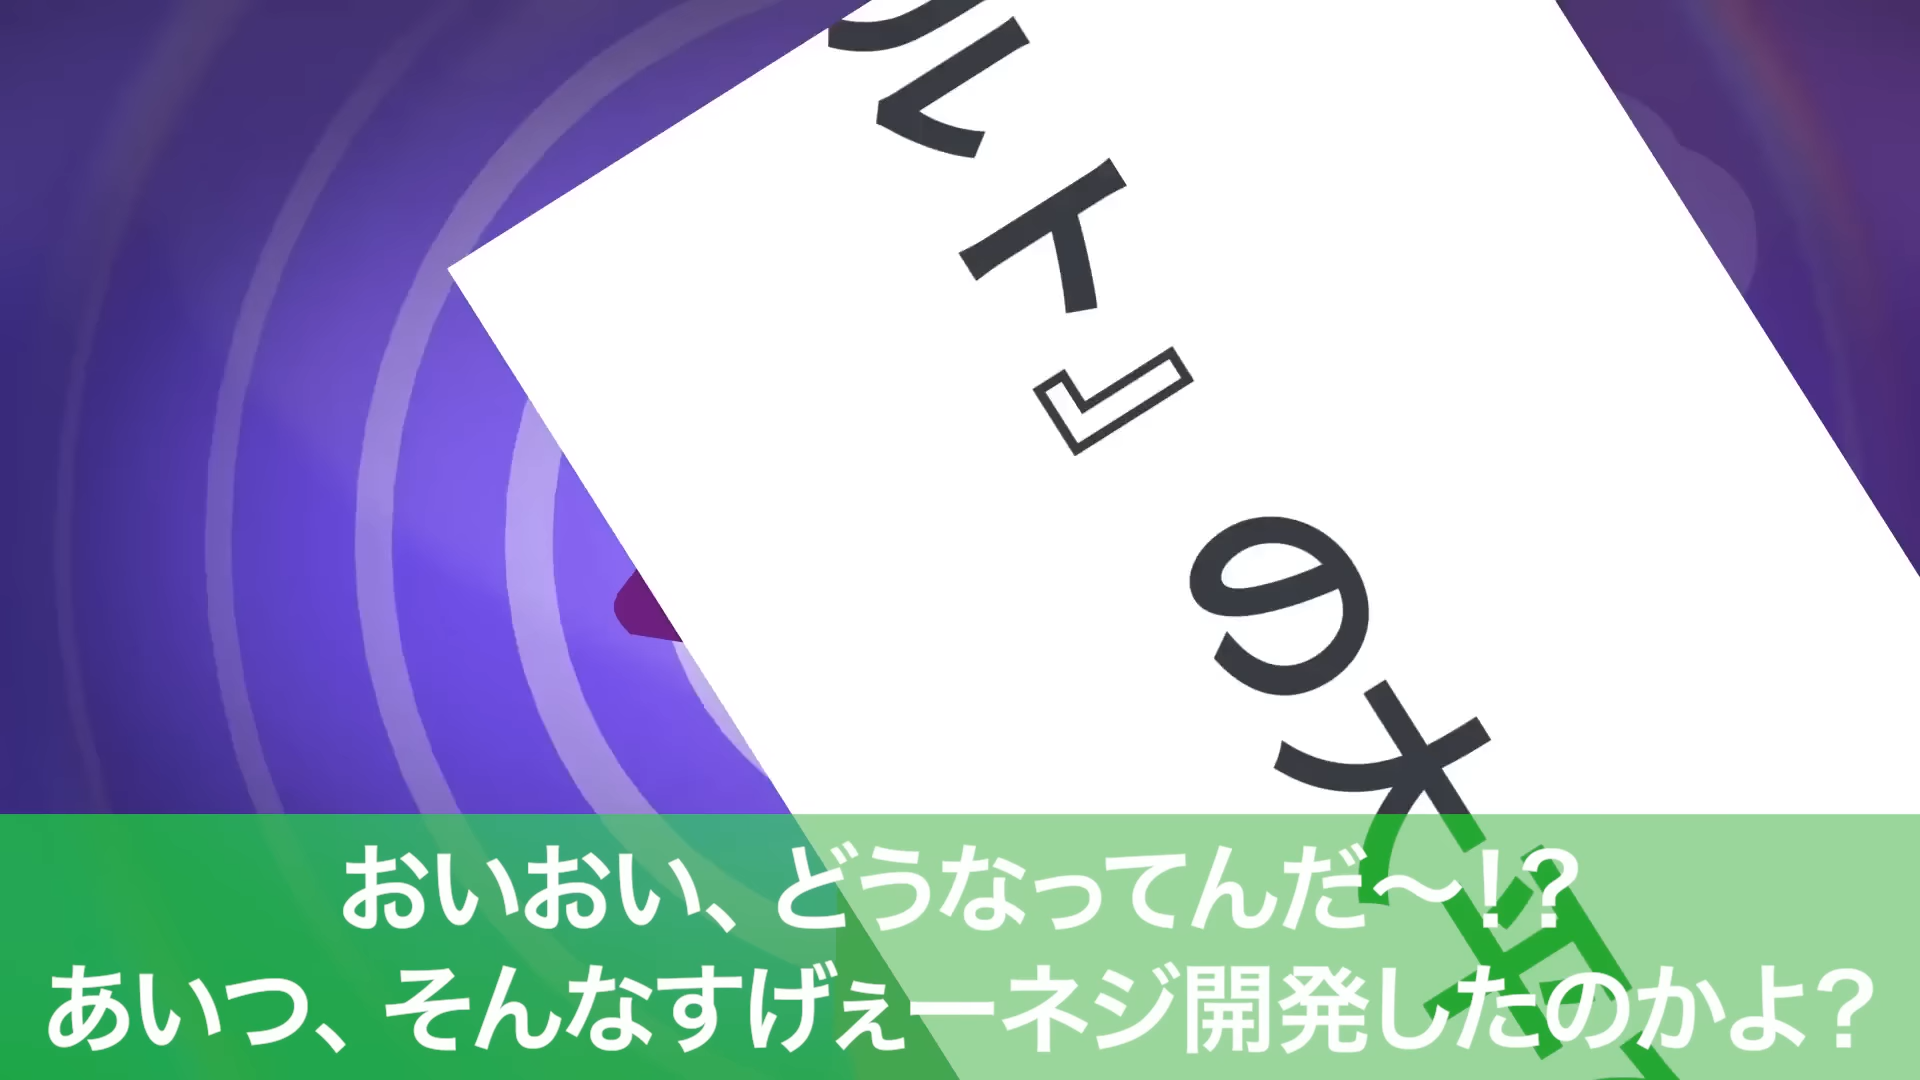 ルト』の大
おいおい、どうなってんだ〜!?
あいつ、そんなすげぇーネジ開発したのかよ?